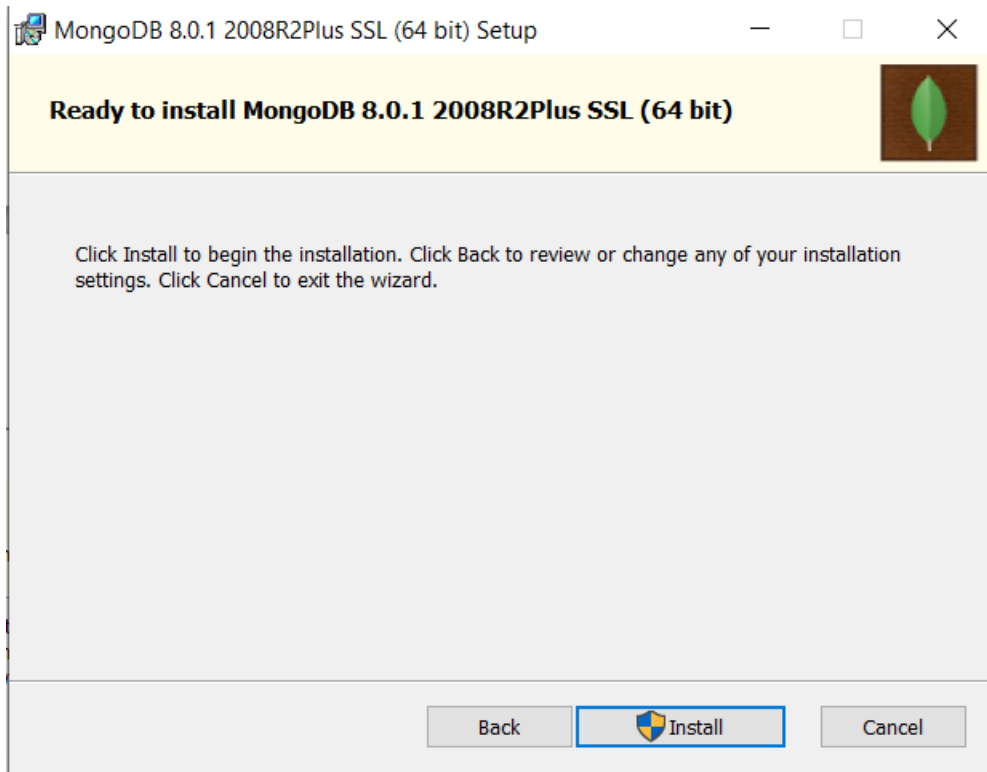 MongoDB 8.0.1 2008R2Plus SSL (64 bit) Setup
Ready to install MongoDB 8.0.1 2008R2Plus SSL (64 bit)
Click Install to begin the installation. Click Back to review or change any of your installation
settings. Click Cancel to exit the wizard.
Back
Install
Cancel